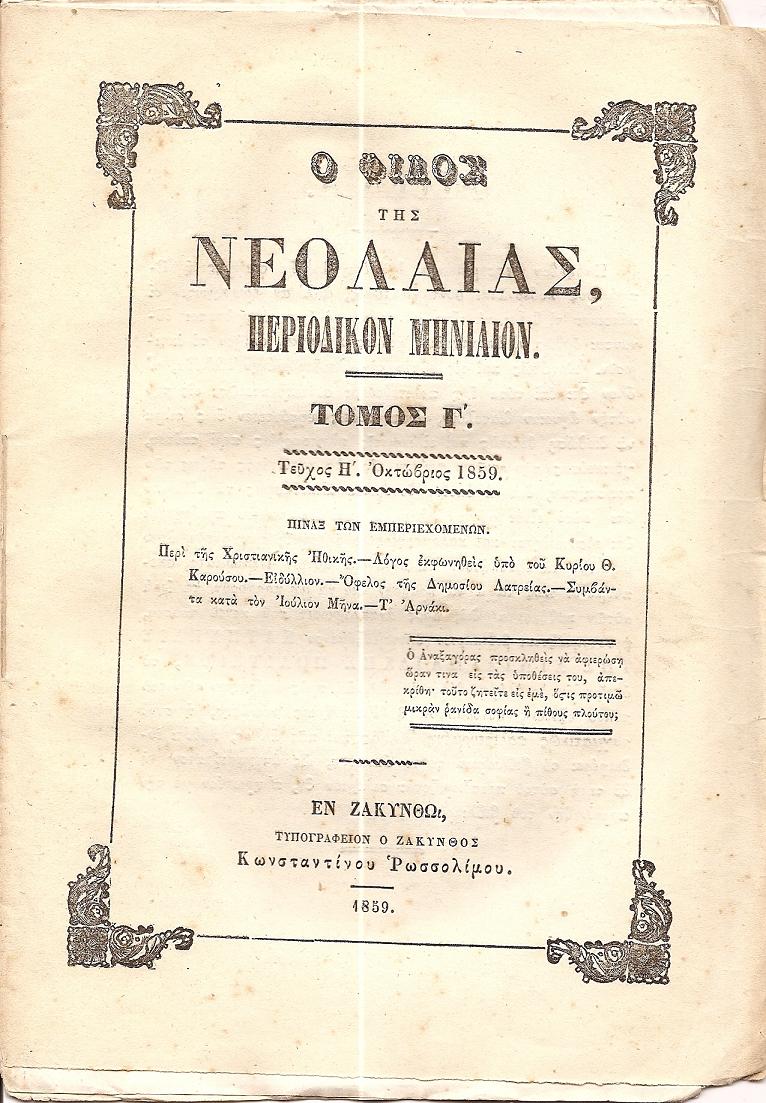 Ο ΦΙΛΟΣ
ΤΗΣ
ΝΕΟΛΑΙΑΣ,
ΠΕΡΙΟΔΙΚΟΝ ΜΗΝΙΑΙΟΝ.
ΤΟΜΟΣ Γ΄.
Τεῦχος Η΄. Ὀκτώβριος 1859.
ΠΙΝΑΞ ΤΩΝ ΕΜΠΕΡΙΕΧΟΜΕΝΩΝ.
Περὶ τῆς Χριστιανικῆς Ἠθικῆς.—Λόγος ἐκφωνηθεὶς ὑπὸ τοῦ Κυρίου Θ.
Καρούσου.—Εἰδύλλιον.—Ὄφελος τῆς Δημοσίου Λατρείας.—Συμβάν-
τα κατὰ τὸν Ἰούλιον Μῆνα.—Τ' Ἀρνάκι.
Ὁ Ἀναξαγόρας προσκληθεὶς νὰ ἀφιερώσῃ
ὥραν τινα εἰς τὰς ὑποθέσεις του, ἀπε-
κρίθη· τοῦτο ζητεῖτε εἰς ἐμὲ, ὅςις προτιμῶ
μικρὰν ῥανίδα σοφίας ἢ πίθους πλούτου;
ΕΝ ΖΑΚΥΝΘΩι,
ΤΥΠΟΓΡΑΦΕΙΟΝ Ο ΖΑΚΥΝΘΟΣ
Κωνσταντίνου Ῥωσσολίμου.
1859.